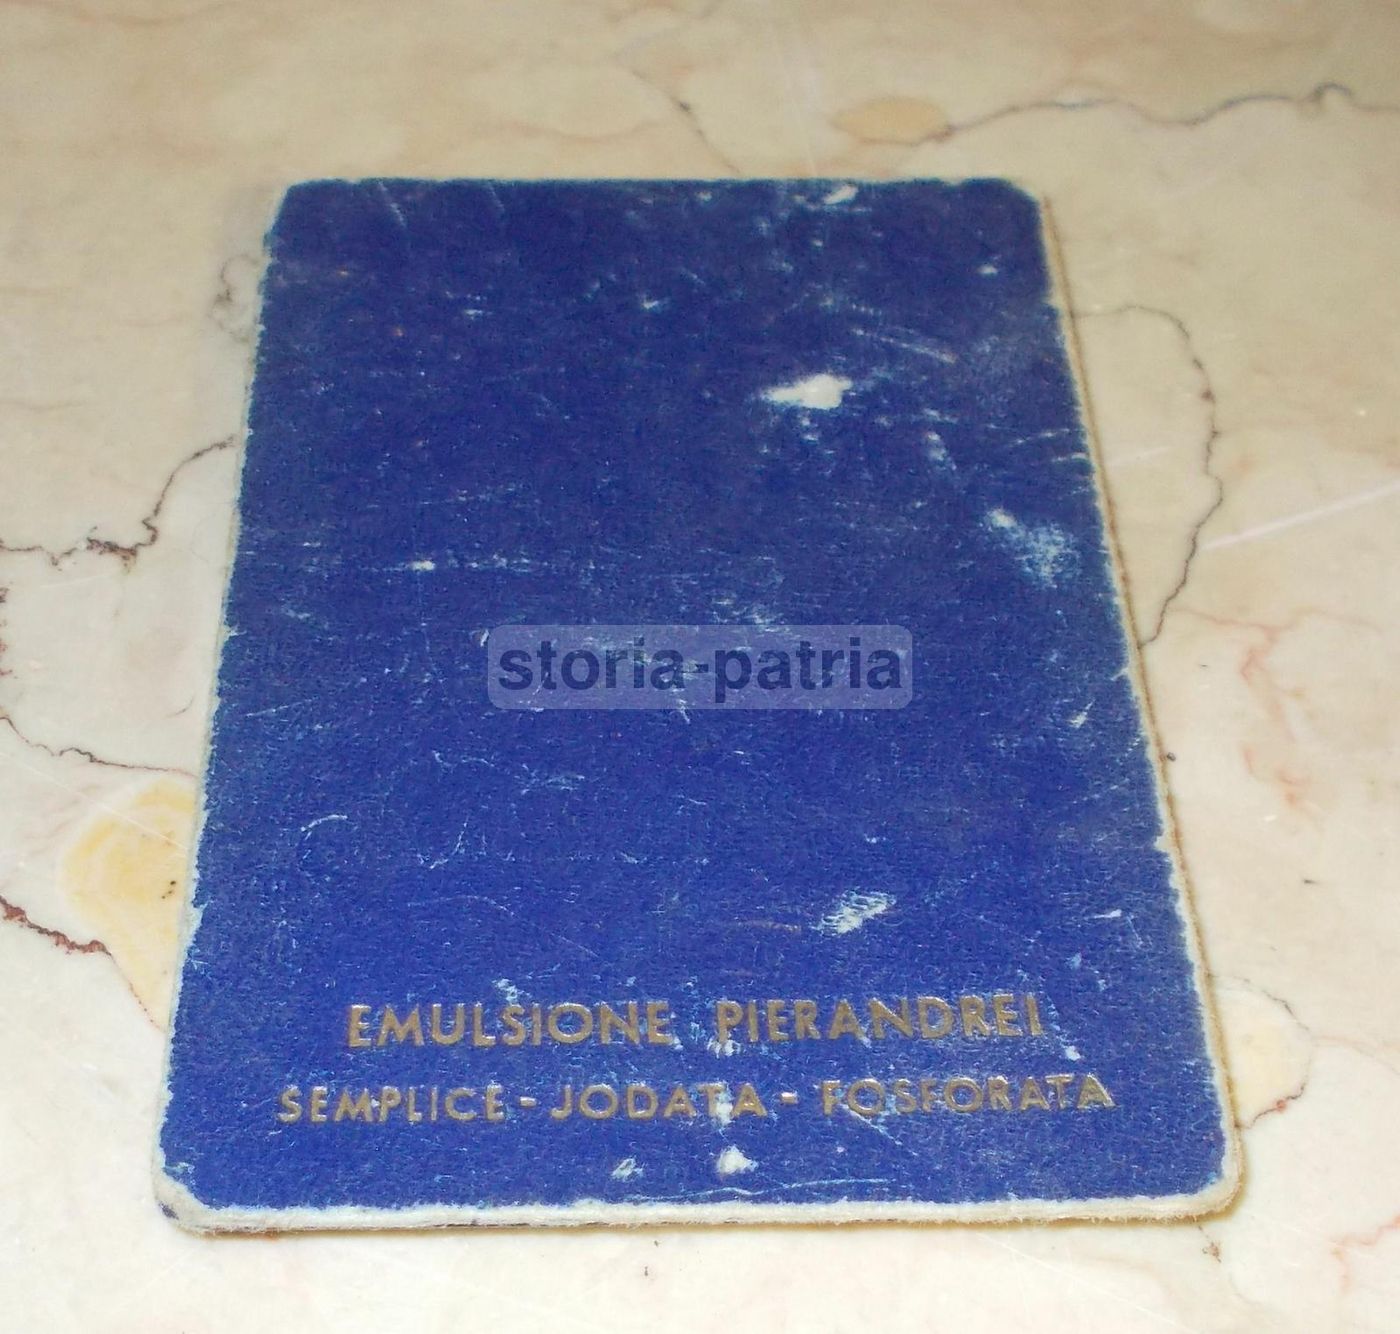 storia-patria
EMULSIONE PIERANDREI
SEMPLICE - JODATA - FOSFORATA